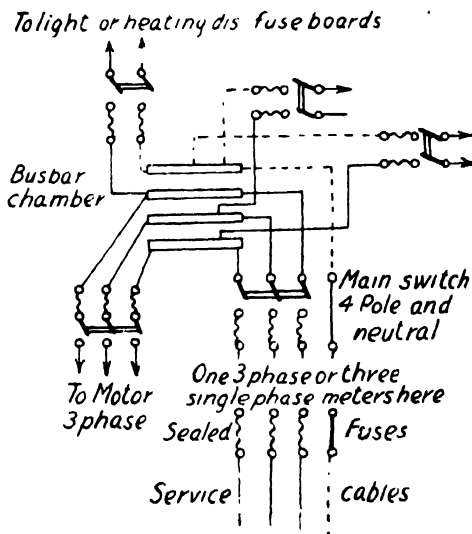 To light or heating dis fuse boards
Busbar
chamber
Main switch
4 Pole and
neutral
To Motor
3 phase
One 3 phase or three
single phase meters here
Sealed Fuses
Service cables